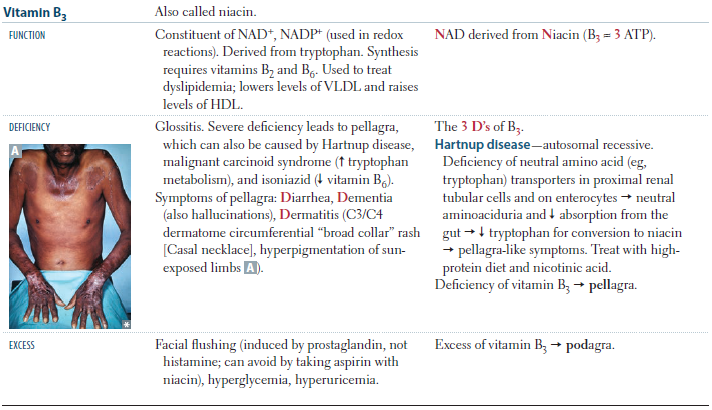 Vitamin B3
Also called niacin.
FUNCTION
Constituent of NAD+, NADP+ (used in redox
reactions). Derived from tryptophan. Synthesis
requires vitamins B2 and B6. Used to treat
dyslipidemia; lowers levels of VLDL and raises
levels of HDL.
NAD derived from Niacin (B3 = 3 ATP).
DEFICIENCY
A
*
Glossitis. Severe deficiency leads to pellagra,
which can also be caused by Hartnup disease,
malignant carcinoid syndrome (↑ tryptophan
metabolism), and isoniazid (↓ vitamin B6).
Symptoms of pellagra: Diarrhea, Dementia
(also hallucinations), Dermatitis (C3/C4
dermatome circumferential “broad collar” rash
[Casal necklace], hyperpigmentation of sun-
exposed limbs A).
The 3 D’s of B3.
Hartnup disease—autosomal recessive.
Deficiency of neutral amino acid (eg,
tryptophan) transporters in proximal renal
tubular cells and on enterocytes → neutral
aminoaciduria and ↓ absorption from the
gut → ↓ tryptophan for conversion to niacin
→ pellagra-like symptoms. Treat with high-
protein diet and nicotinic acid.
Deficiency of vitamin B3 → pellagra.
EXCESS
Facial flushing (induced by prostaglandin, not
histamine; can avoid by taking aspirin with
niacin), hyperglycemia, hyperuricemia.
Excess of vitamin B3 → podagra.